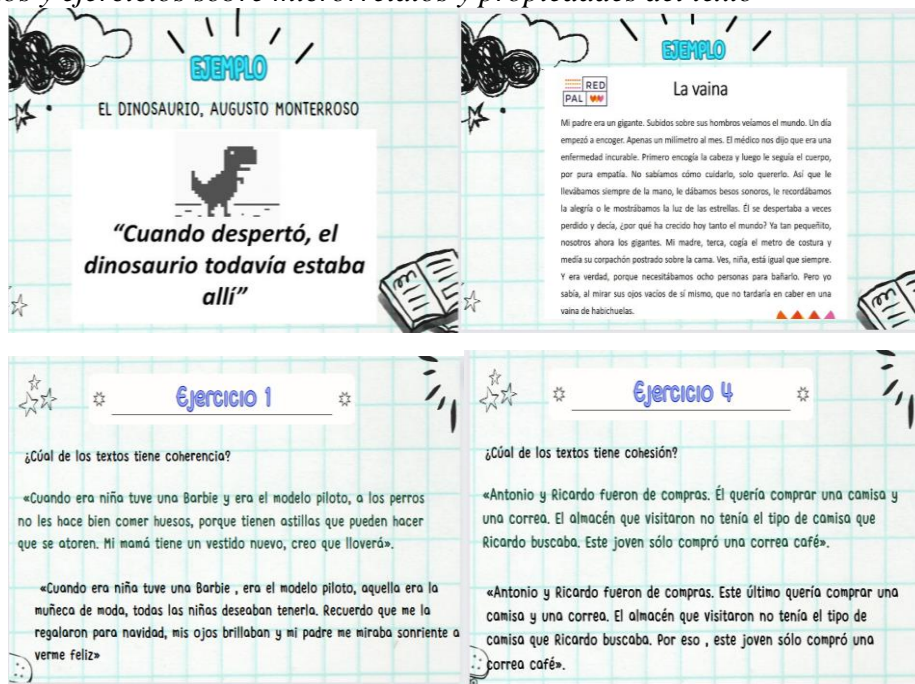 os y ejercicios sobre microrrelatos y propiedades del texto
EJEMPLO
EL DINOSAURIO, AUGUSTO MONTERROSO
“Cuando despertó, el
dinosaurio todavía estaba
allí”
EJEMPLO
RED
PAL
La vaina
Mi padre era un gigante. Subidos sobre sus hombros veíamos el mundo. Un día
empezó a encoger. Apenas un milímetro al mes. El médico nos dijo que era una
enfermedad incurable. Primero encogía la cabeza y luego le seguía el cuerpo,
por pura empatía. No sabíamos cómo cuidarlo, solo quererlo. Así que le
llevábamos siempre de la mano, le dábamos besos sonoros, le recordábamos
la alegría o le mostrábamos la luz de las estrellas. Él se despertaba a veces
perdido y decía, ¿por qué ha crecido hoy tanto el mundo? Ya tan pequeñito,
nosotros ahora los gigantes. Mi madre, terca, cogía el metro de costura y
medía su corpachón postrado sobre la cama. Ves, niña, está igual que siempre.
Y era verdad, porque necesitábamos ocho personas para bañarlo. Pero yo
sabía, al mirar sus ojos vacíos de sí mismo, que no tardaría en caber en una
vaina de habichuelas.
Ejercicio 1
¿Cúal de los textos tiene coherencia?
«Cuando era niña tuve una Barbie y era el modelo piloto, a los perros
no les hace bien comer huesos, porque tienen astillas que pueden hacer
que se atoren. Mi mamá tiene un vestido nuevo, creo que lloverá».
«Cuando era niña tuve una Barbie , era el modelo piloto, aquella era la
muñeca de moda, todas las niñas deseaban tenerla. Recuerdo que me la
regalaron para navidad, mis ojos brillaban y mi padre me miraba sonriente a
verme feliz»
Ejercicio 4
¿Cúal de los textos tiene cohesión?
«Antonio y Ricardo fueron de compras. Él quería comprar una camisa y
una correa. El almacén que visitaron no tenía el tipo de camisa que
Ricardo buscaba. Este joven sólo compró una correa café».
«Antonio y Ricardo fueron de compras. Este último quería comprar una
camisa y una correa. El almacén que visitaron no tenía el tipo de
camisa que Ricardo buscaba. Por eso , este joven sólo compró una
correa café».